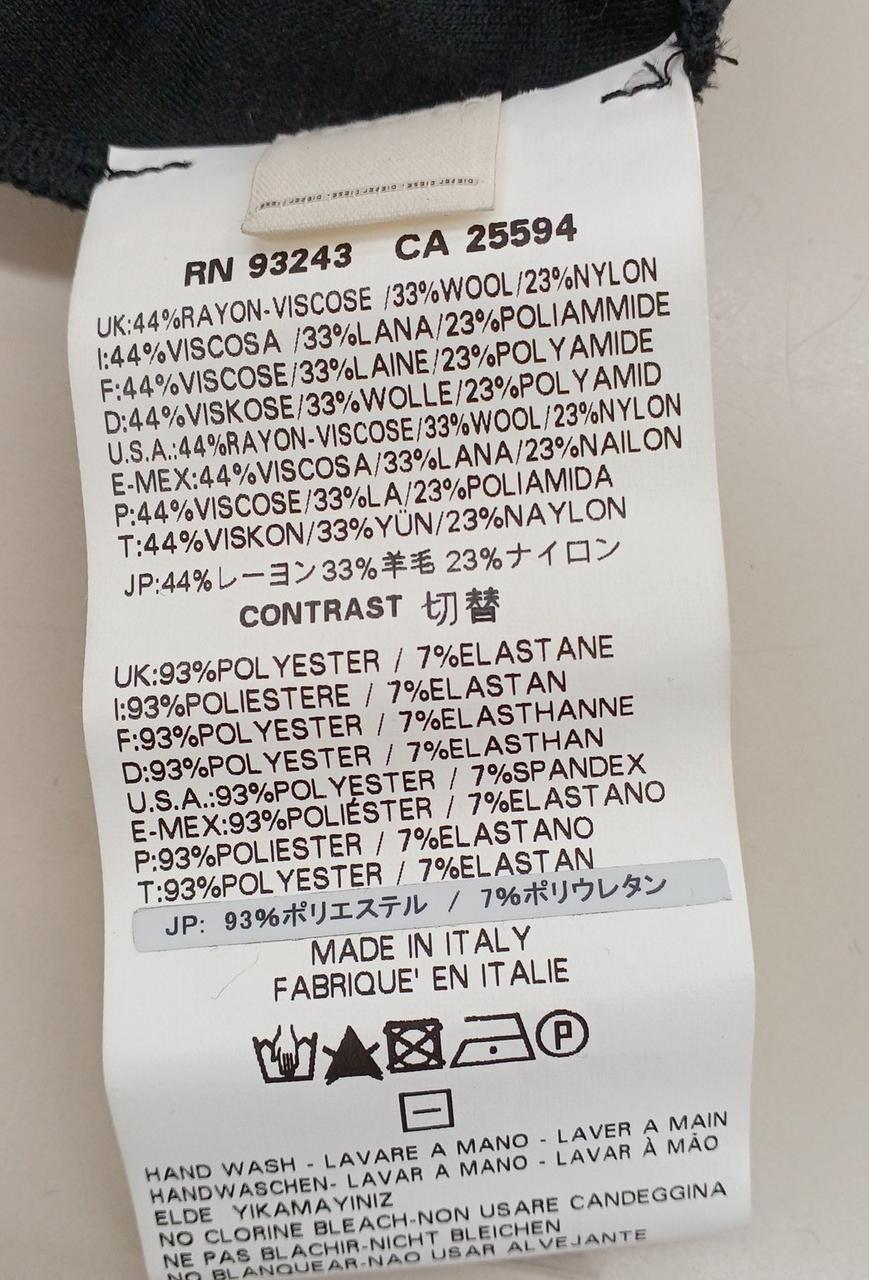 RN 93243 CA 25594
UK:44%RAYON-VISCOSE /33%WOOL/23%NYLON
I:44%VISCOSA /33%LANA/23%POLIAMMIDE
F:44%VISCOSE/33%LAINE/23%POLYAMIDE
D:44%VISKOSE/33%WOLLE/23%POLYAMID
U.S.A.:44%RAYON-VISCOSE/33%WOOL/23%NYLON
E-MEX:44%VISCOSA/33%LANA/23%NAILON
P:44%VISCOSE/33%LA/23%POLIAMIDA
T:44%VISKON/33%YÜN/23%NAYLON
JP:44%レーヨン33%羊毛 23%ナイロン
CONTRAST 切替
UK:93%POLYESTER / 7%ELASTANE
I:93%POLIESTERE / 7%ELASTAN
F:93%POLYESTER / 7%ELASTHANNE
D:93%POLYESTER / 7%ELASTHAN
U.S.A.:93%POLYESTER / 7%SPANDEX
E-MEX:93%POLIÉSTER / 7%ELASTANO
P:93%POLIESTER / 7%ELASTANO
T:93%POLYESTER / 7%ELASTAN
JP: 93%ポリエステル / 7%ポリウレタン
MADE IN ITALY
FABRIQUE' EN ITALIE
P
HAND WASH - LAVARE A MANO - LAVER A MAIN
HANDWASCHEN- LAVAR A MANO - LAVAR À MÃO
ELDE YIKAMAYINIZ
NO CLORINE BLEACH-NON USARE CANDEGGINA
NE PAS BLACHIR-NICHT BLEICHEN
NO BLANQUEAR-NAO USAR ALVEJANTE